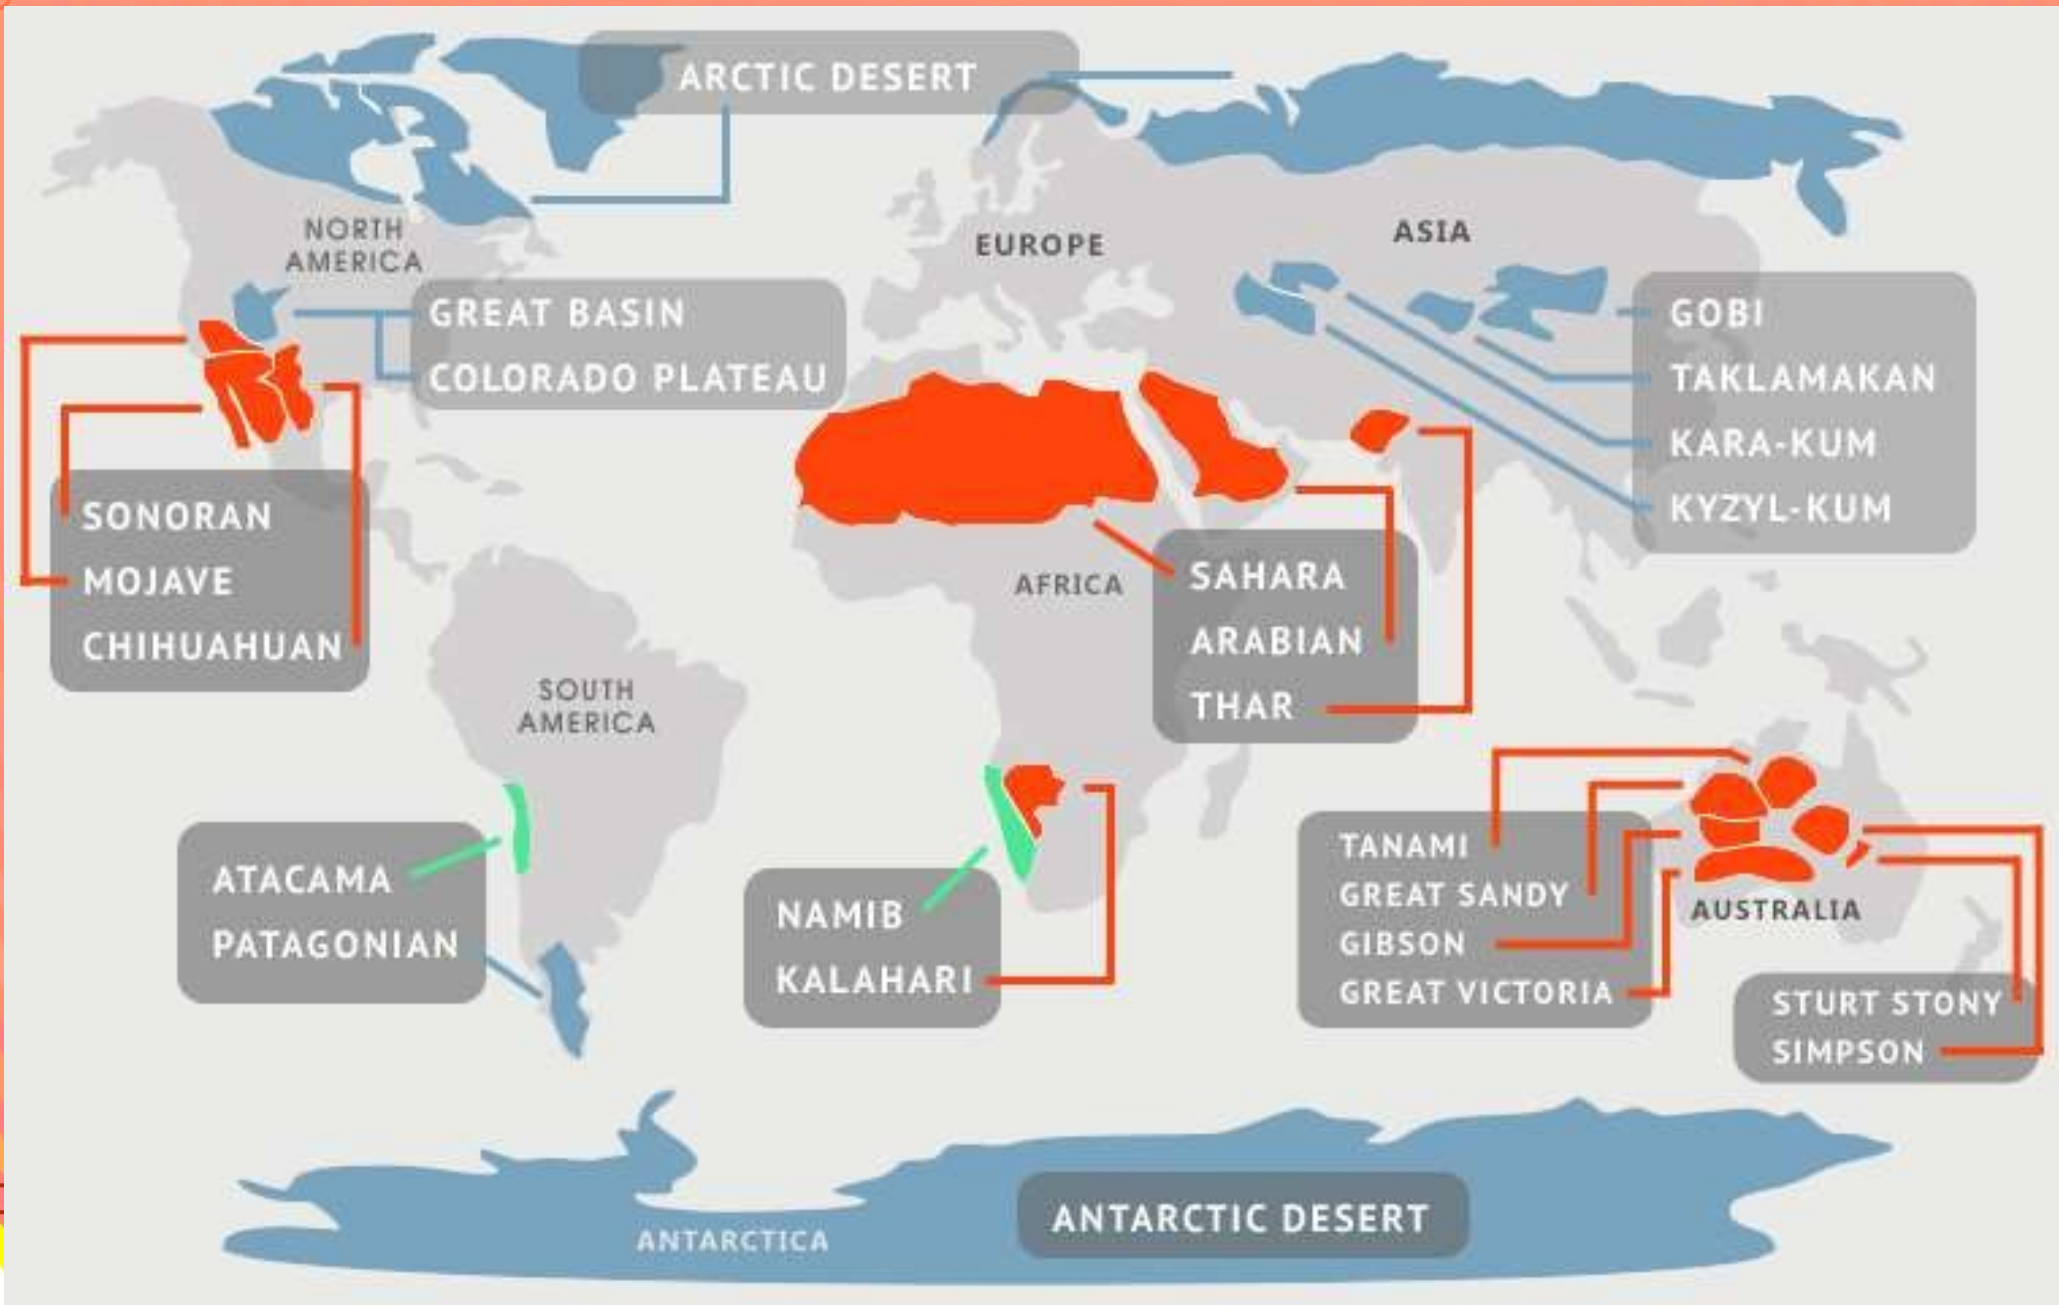 ARCTIC DESERT
NORTH
AMERICA
EUROPE
ASIA
GREAT BASIN
COLORADO PLATEAU
GOBI
TAKLAMAKAN
KARA-KUM
KYZYL-KUM
SONORAN
MOJAVE
CHIHUAHUAN
AFRICA
SAHARA
ARABIAN
THAR
SOUTH
AMERICA
ATACAMA
PATAGONIAN
NAMIB
KALAHARI
TANAMI
GREAT SANDY
GIBSON
GREAT VICTORIA
AUSTRALIA
STURT STONY
SIMPSON
ANTARCTIC DESERT
ANTARCTICA